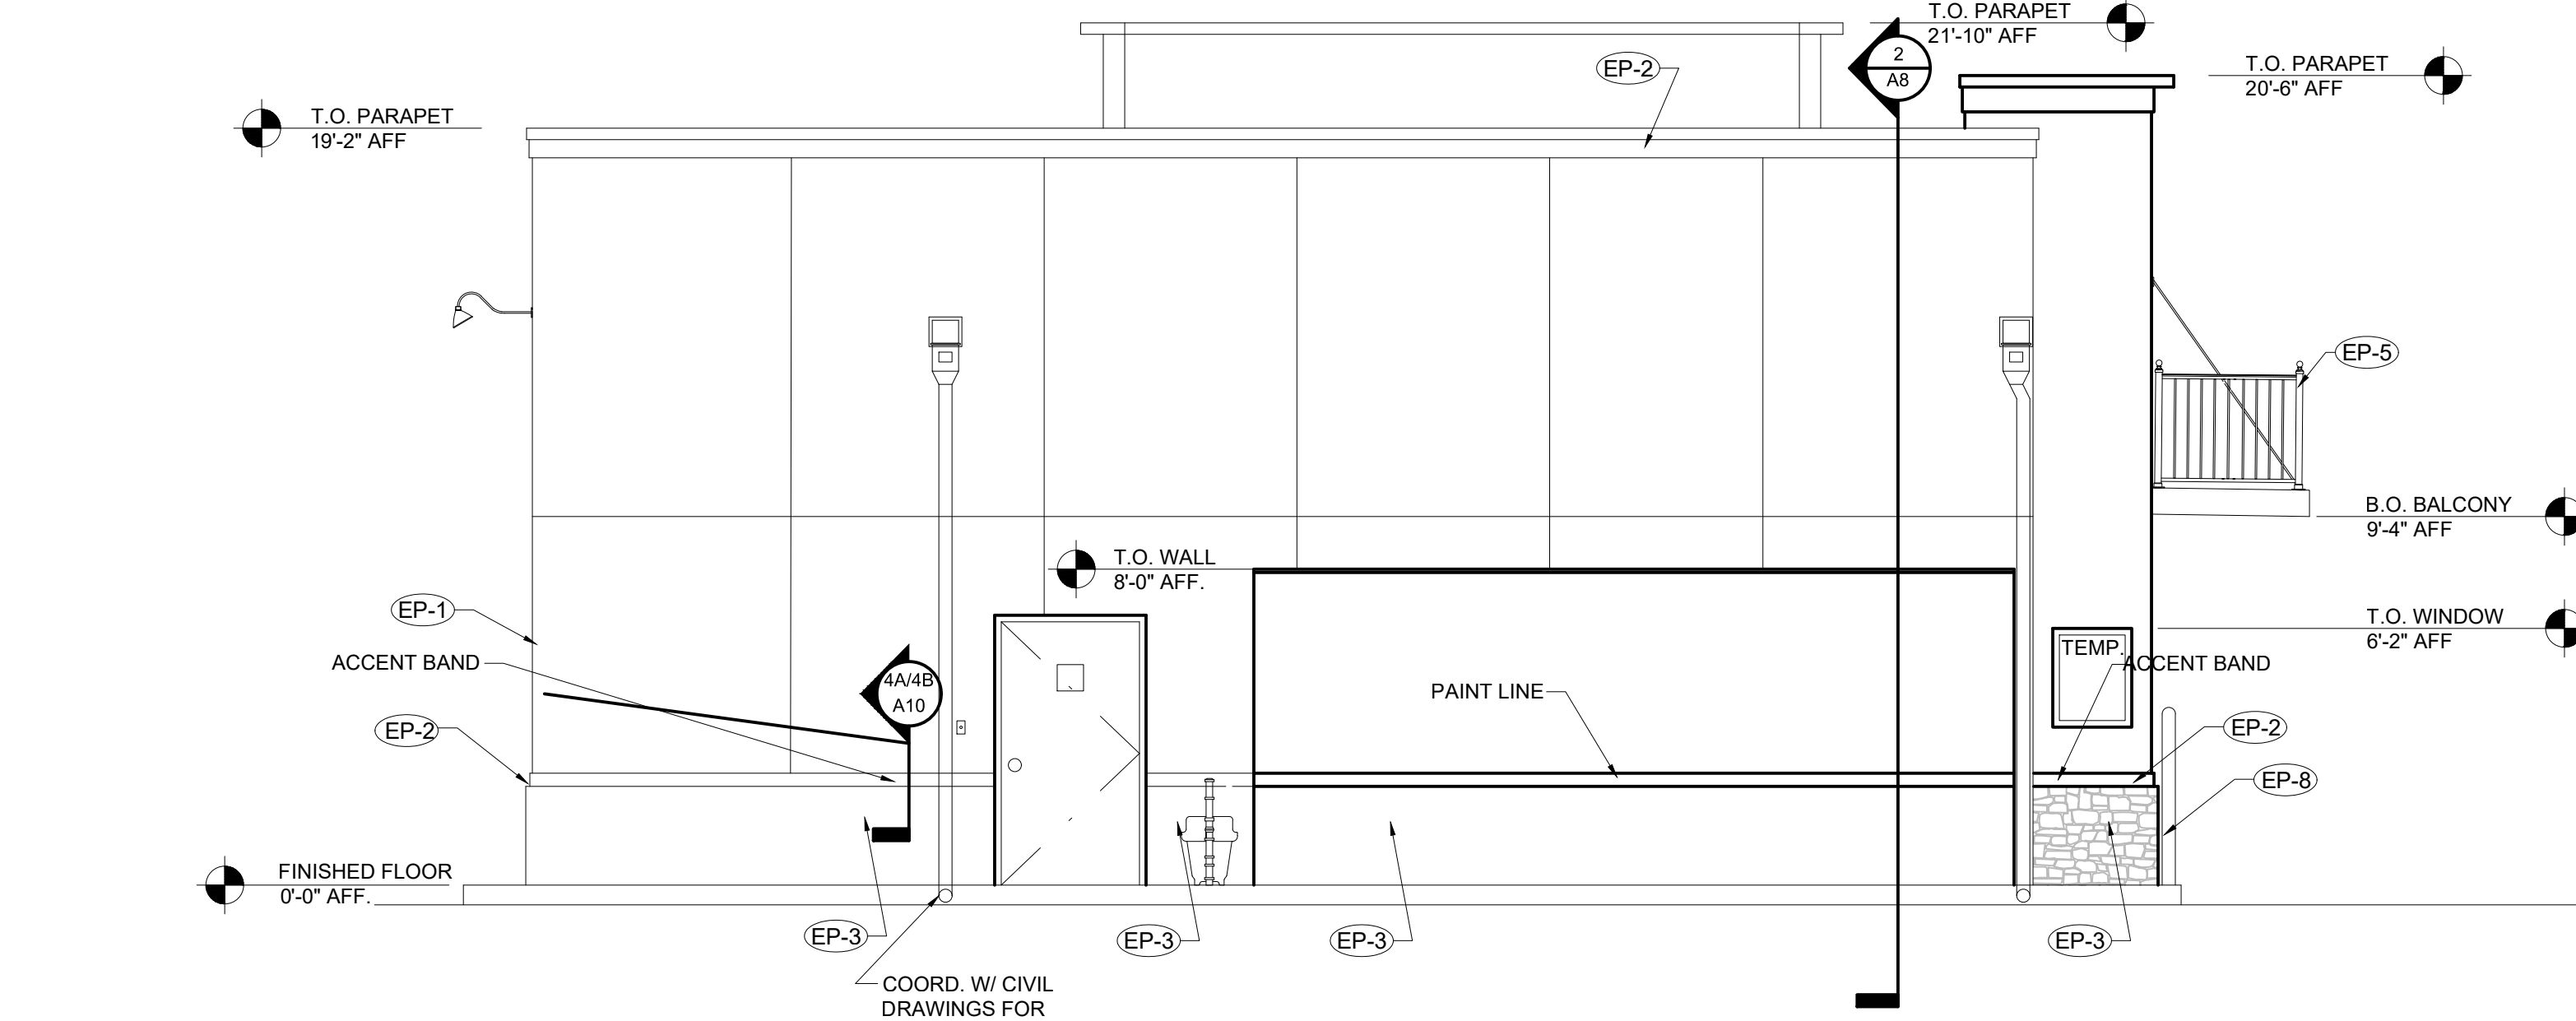 T.O. PARAPET
21'-10" AFF
2
A8
EP-2
T.O. PARAPET
20'-6" AFF
T.O. PARAPET
19'-2" AFF
EP-5
B.O. BALCONY
9'-4" AFF
T.O. WALL
8'-0" AFF.
EP-1
T.O. WINDOW
6'-2" AFF
TEMP.
ACCENT BAND
ACCENT BAND
4A/4B
A10
PAINT LINE
EP-2
EP-2
EP-8
FINISHED FLOOR
0'-0" AFF.
EP-3
EP-3
EP-3
EP-3
COORD. W/ CIVIL
DRAWINGS FOR